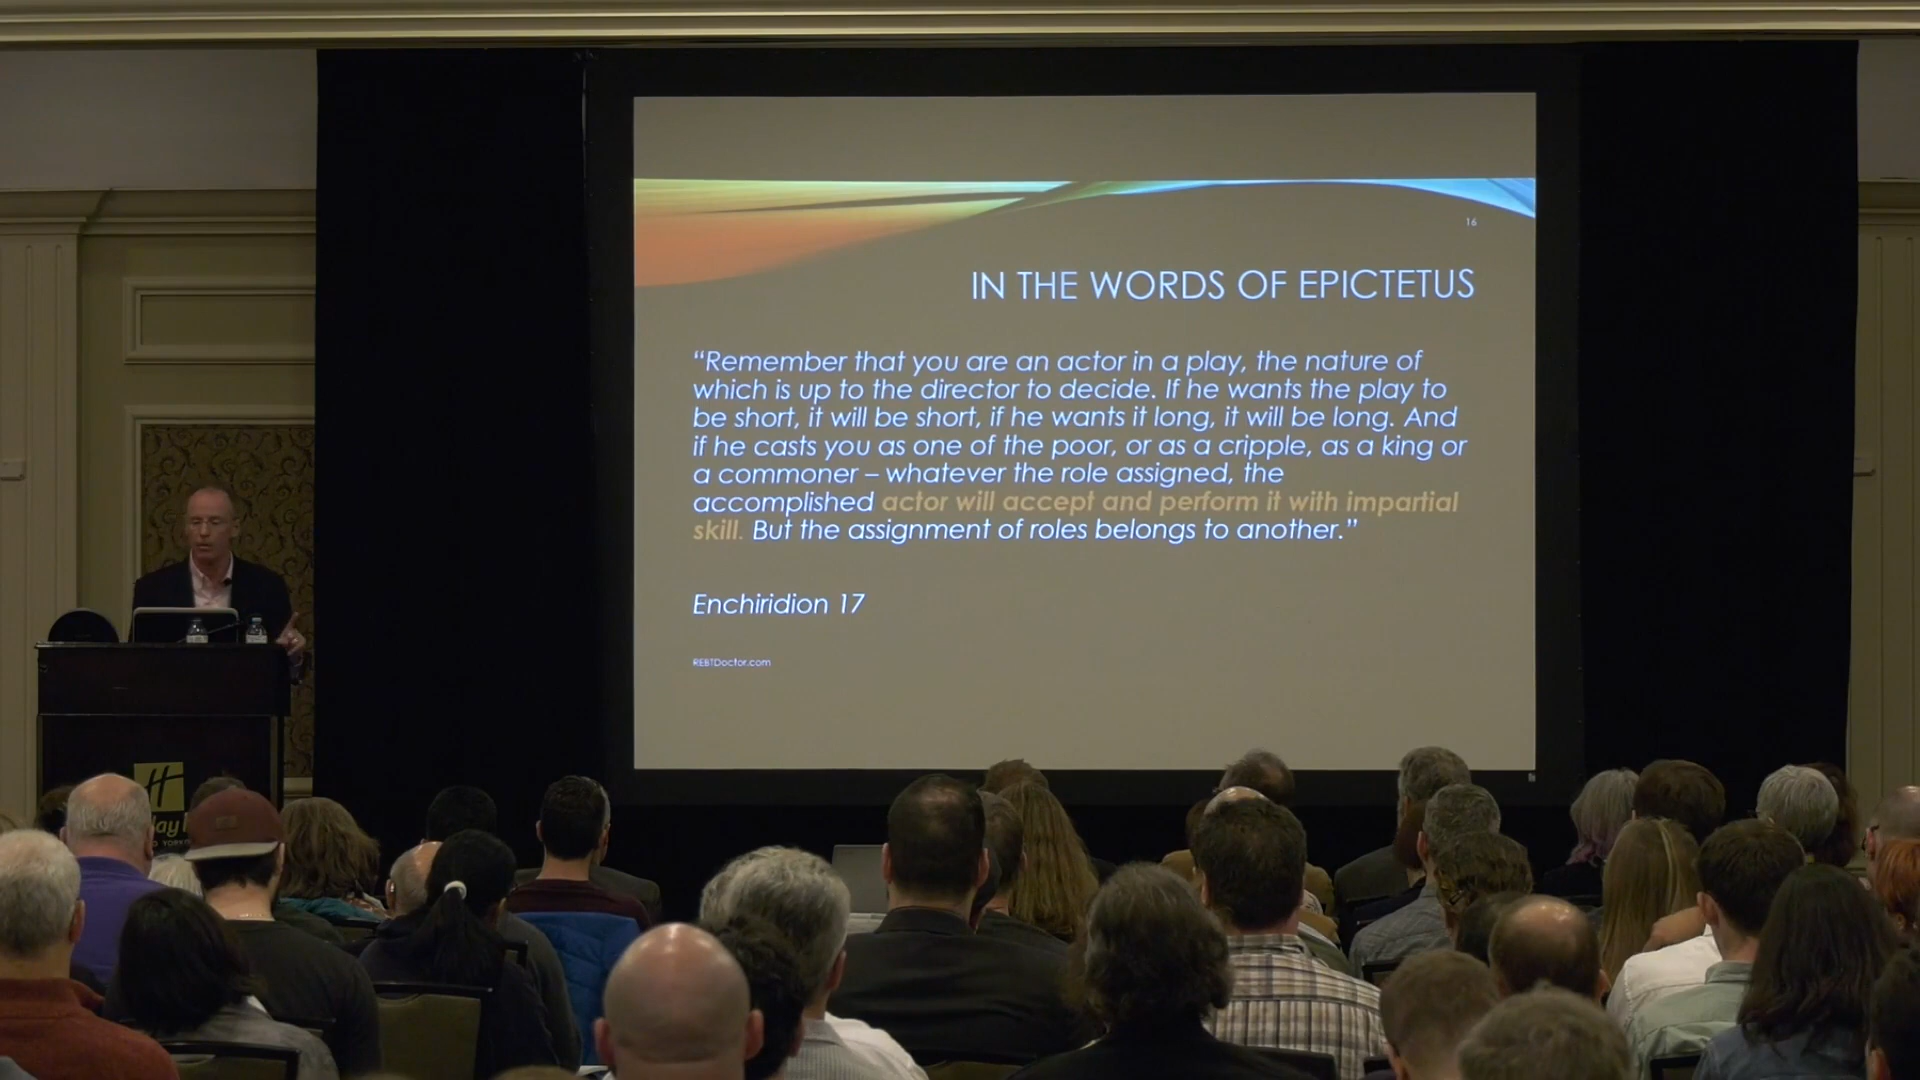 16
IN THE WORDS OF EPICTETUS
“Remember that you are an actor in a play, the nature of
which is up to the director to decide. If he wants the play to
be short, it will be short, if he wants it long, it will be long. And
if he casts you as one of the poor, or as a cripple, as a king or
a commoner – whatever the role assigned, the
accomplished actor will accept and perform it with impartial
skill. But the assignment of roles belongs to another.”
Enchiridion 17
REBTDoctor.com
H